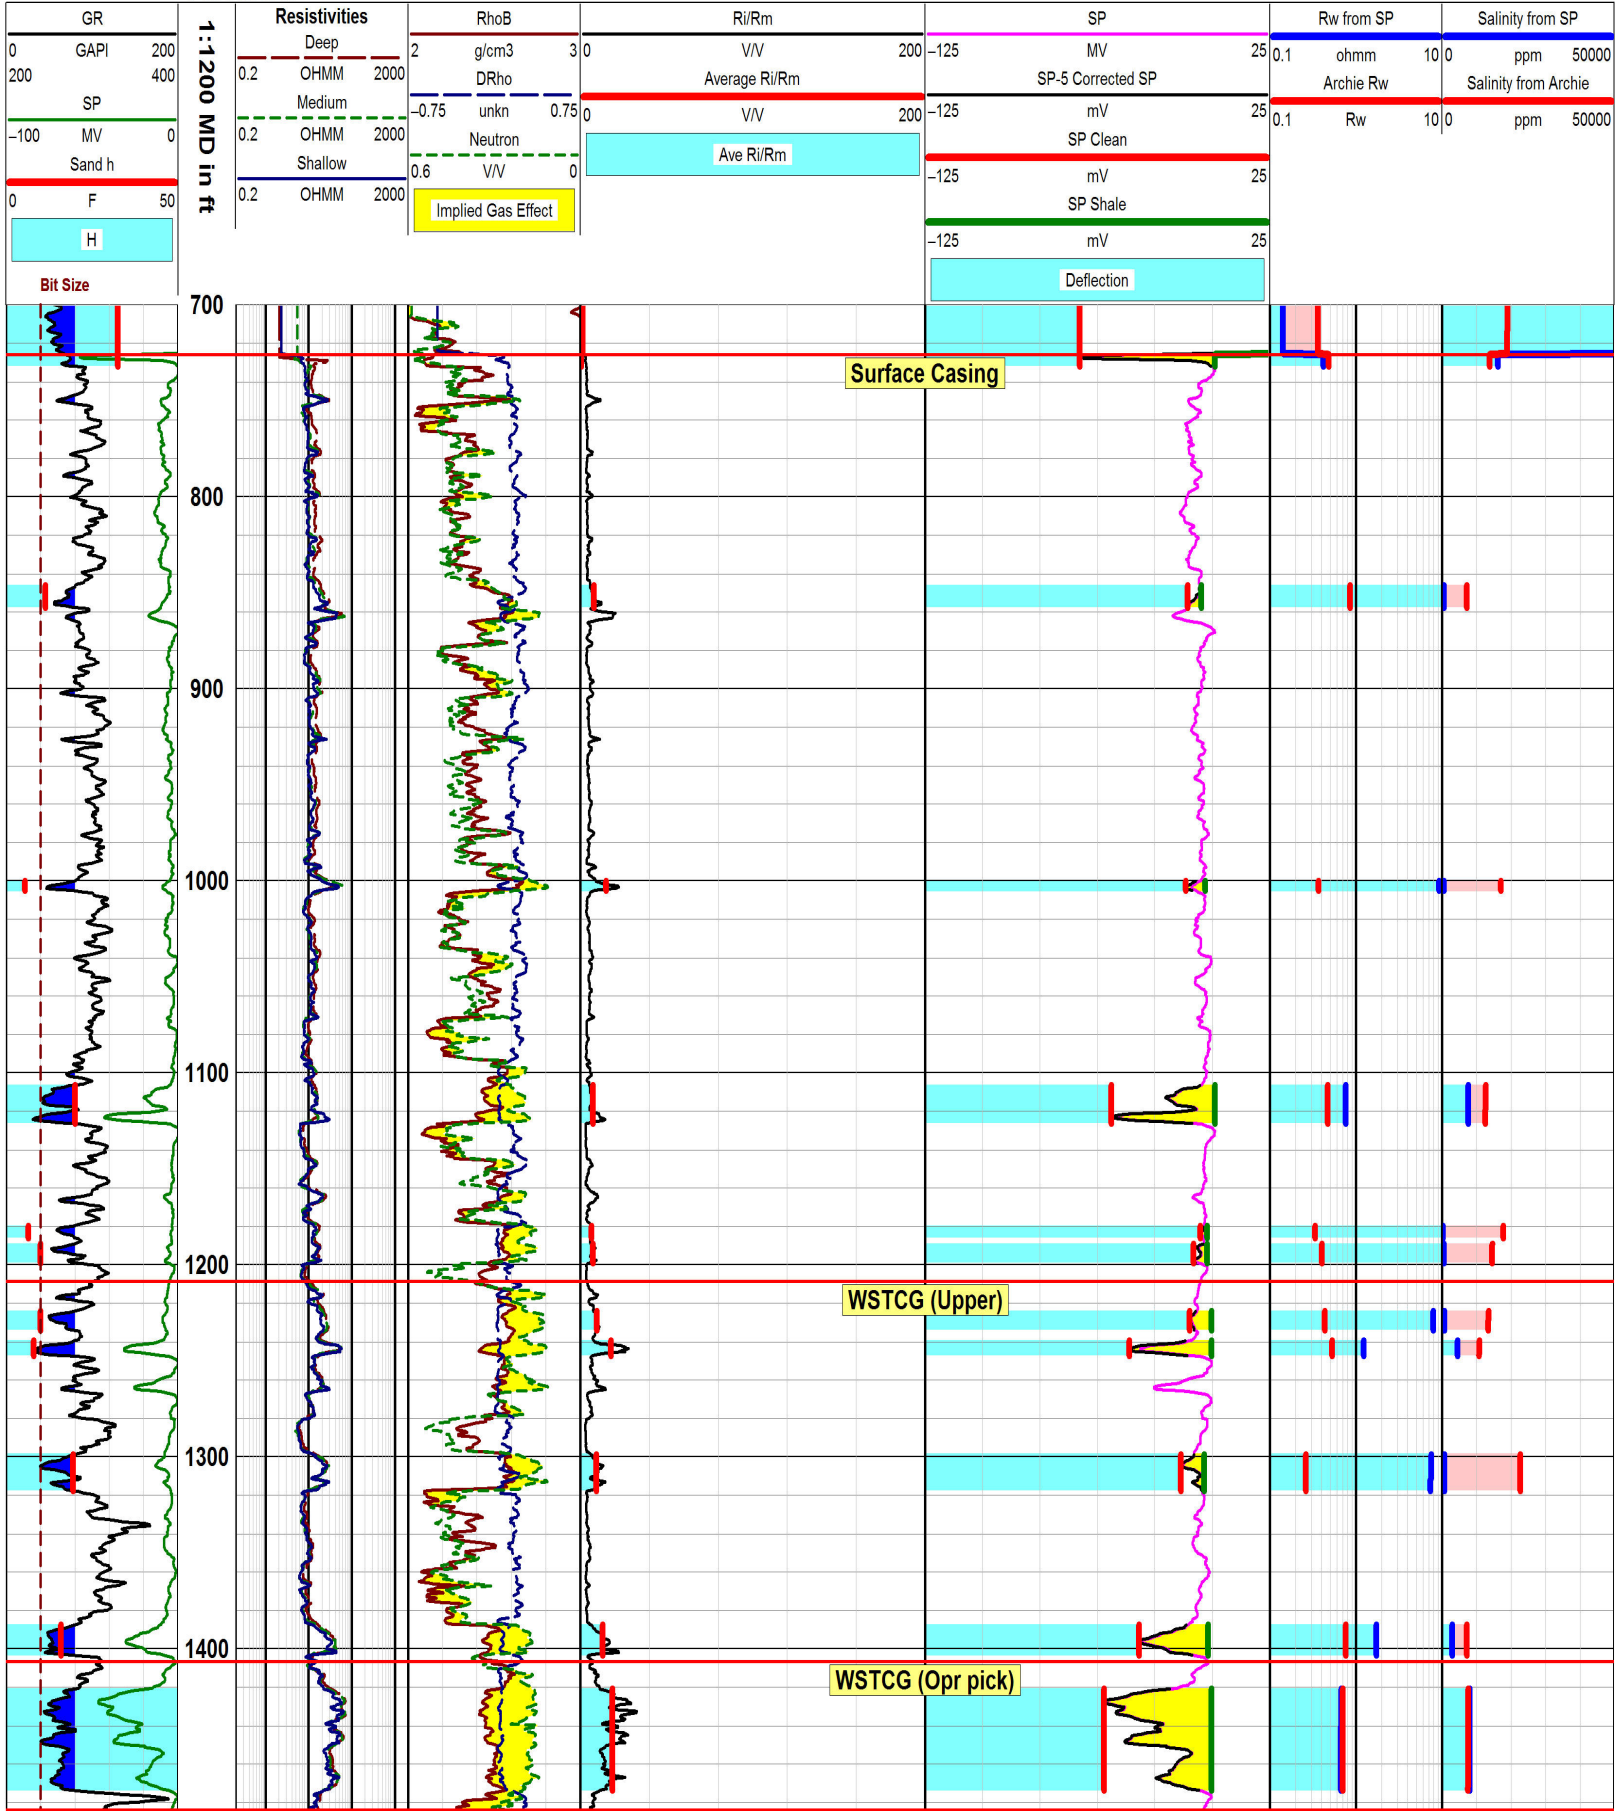 GR
0 GAPI 200
200 400
SP
–100 MV 0
Sand h
0 F 50
H
Bit Size
1:1200 MD in ft
Resistivities
Deep
0.2 OHMM 2000
Medium
0.2 OHMM 2000
Shallow
0.2 OHMM 2000
RhoB
2 g/cm3 3
DRho
–0.75 unkn 0.75
Neutron
0.6 V/V 0
Implied Gas Effect
Ri/Rm
0 V/V 200
Average Ri/Rm
0 V/V 200
Ave Ri/Rm
SP
–125 MV 25
SP-5 Corrected SP
–125 mV 25
SP Clean
–125 mV 25
SP Shale
–125 mV 25
Deflection
Rw from SP
0.1 ohmm 10
Archie Rw
0.1 Rw 10
Salinity from SP
0 ppm 50000
Salinity from Archie
0 ppm 50000
700
Surface Casing
800
900
1000
1100
1200
WSTCG (Upper)
1300
1400
WSTCG (Opr pick)